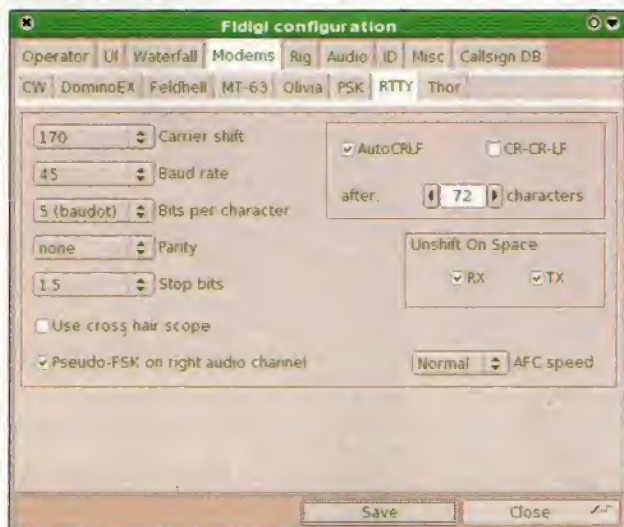 Fldigi configuration
Operator UI Waterfall Modems Rig Audio ID Misc Callsign DB
CW DominoEX Feldhell MT-63 Olivia PSK RTTY Thor
170 Carrier shift
45 Baud rate
5 (baudot) Bits per character
none Parity
1.5 Stop bits
Use cross hair scope
Pseudo-FSK on right audio channel
AutoCRLF CR-CR-LF
after 72 characters
Unshift On Space
RX TX
Normal AFC speed
Save Close